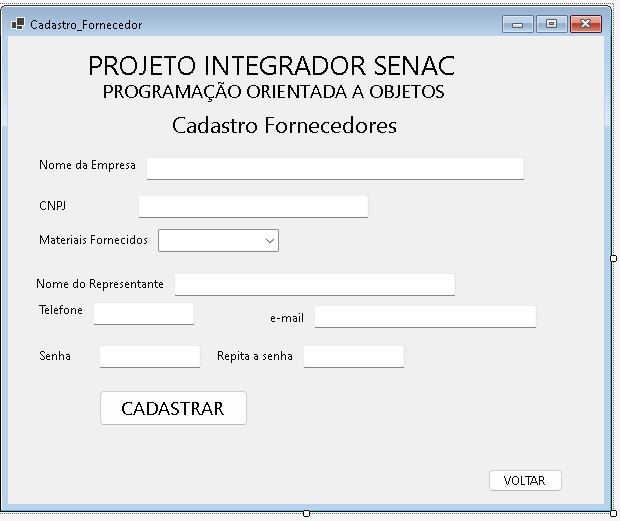 Cadastro_Fornecedor
PROJETO INTEGRADOR SENAC
PROGRAMAÇÃO ORIENTADA A OBJETOS
Cadastro Fornecedores
Nome da Empresa
CNPJ
Materiais Fornecidos
Nome do Representante
Telefone
e-mail
Senha Repita a senha
CADASTRAR
VOLTAR